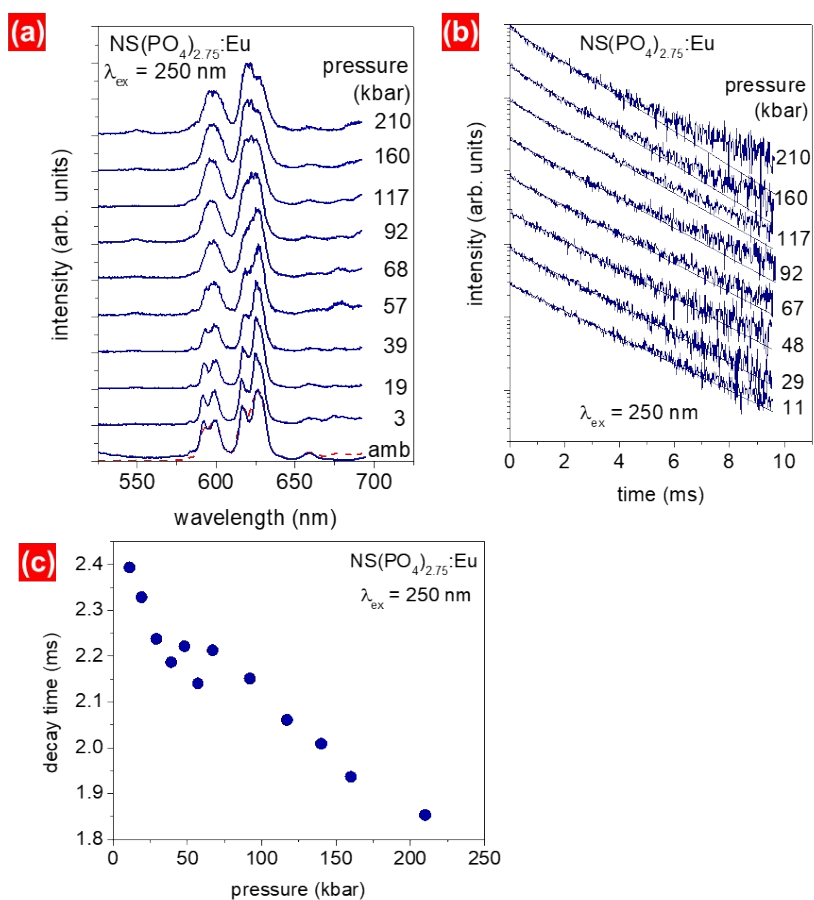 (a)
NS(PO₄)₂.₇₅:Eu
λₑₓ = 250 nm
pressure
(kbar)
210
160
117
92
68
57
39
19
3
amb
intensity (arb. units)
550 600 650 700
wavelength (nm)
(b)
NS(PO₄)₂.₇₅:Eu
pressure
(kbar)
210
160
117
92
67
48
29
11
λₑₓ = 250 nm
intensity (arb. units)
0 2 4 6 8 10
time (ms)
(c)
NS(PO₄)₂.₇₅:Eu
λₑₓ = 250 nm
decay time (ms)
2.4
2.3
2.2
2.1
2.0
1.9
1.8
0 50 100 150 200 250
pressure (kbar)